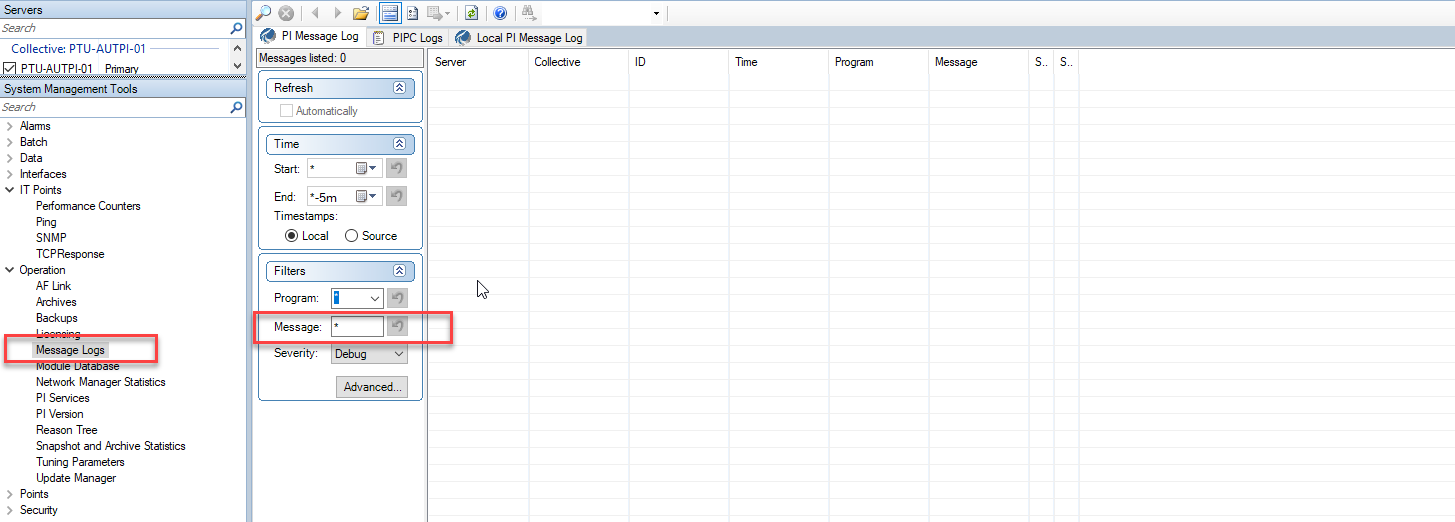 Servers
Search
Collective: PTU-AUTPI-01
PTU-AUTPI-01 Primary
System Management Tools
Search
Alarms
Batch
Data
Interfaces
IT Points
Performance Counters
Ping
SNMP
TCPResponse
Operation
AF Link
Archives
Backups
Licensing
Message Logs
Module Database
Network Manager Statistics
PI Services
PI Version
Reason Tree
Snapshot and Archive Statistics
Tuning Parameters
Update Manager
Points
Security
PI Message Log PIPC Logs Local PI Message Log
Messages listed: 0
Refresh
Automatically
Time
Start: *
End: *-5m
Timestamps:
Local Source
Filters
Program: *
Message: *
Severity: Debug
Advanced...
Server Collective ID Time Program Message S.. S..